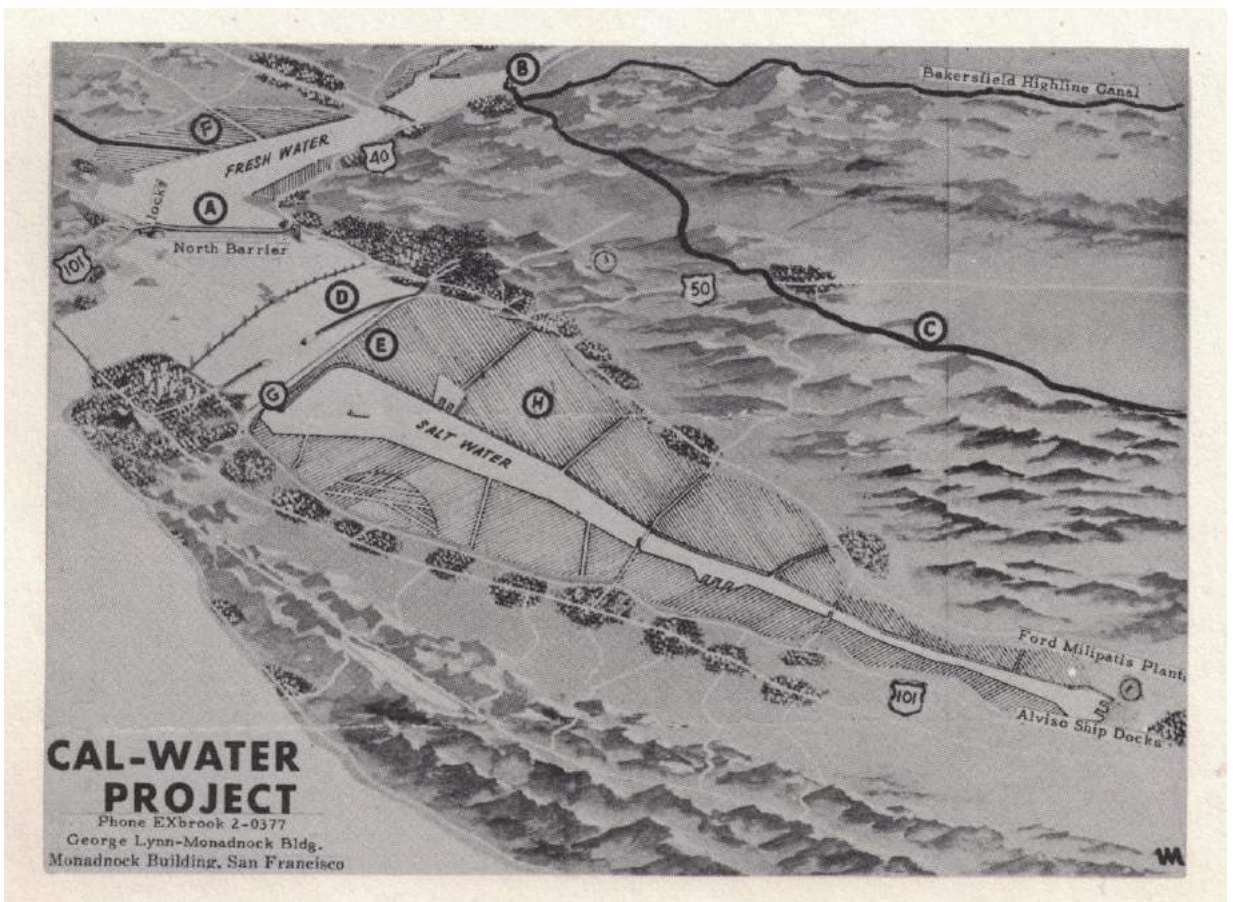 B
Bakersfield Highline Canal
F
FRESH WATER
40
locks
A
North Barrier
101
50
D
C
E
G
H
SALT WATER
Ford Milipatis Plant
101
Alviso Ship Docks
CAL-WATER
PROJECT
Phone EXbrook 2-0377
George Lynn-Monadnock Bldg.
Monadnock Building, San Francisco